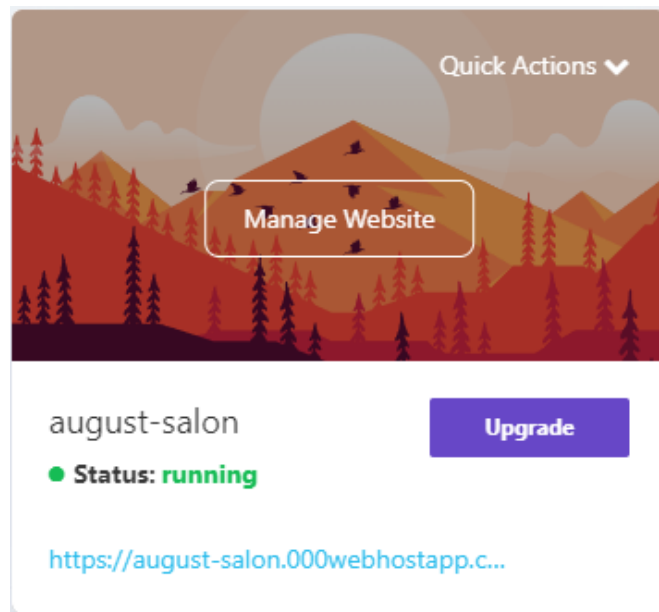 Quick Actions
Manage Website
august-salon
Upgrade
Status: running
https://august-salon.000webhostapp.c...